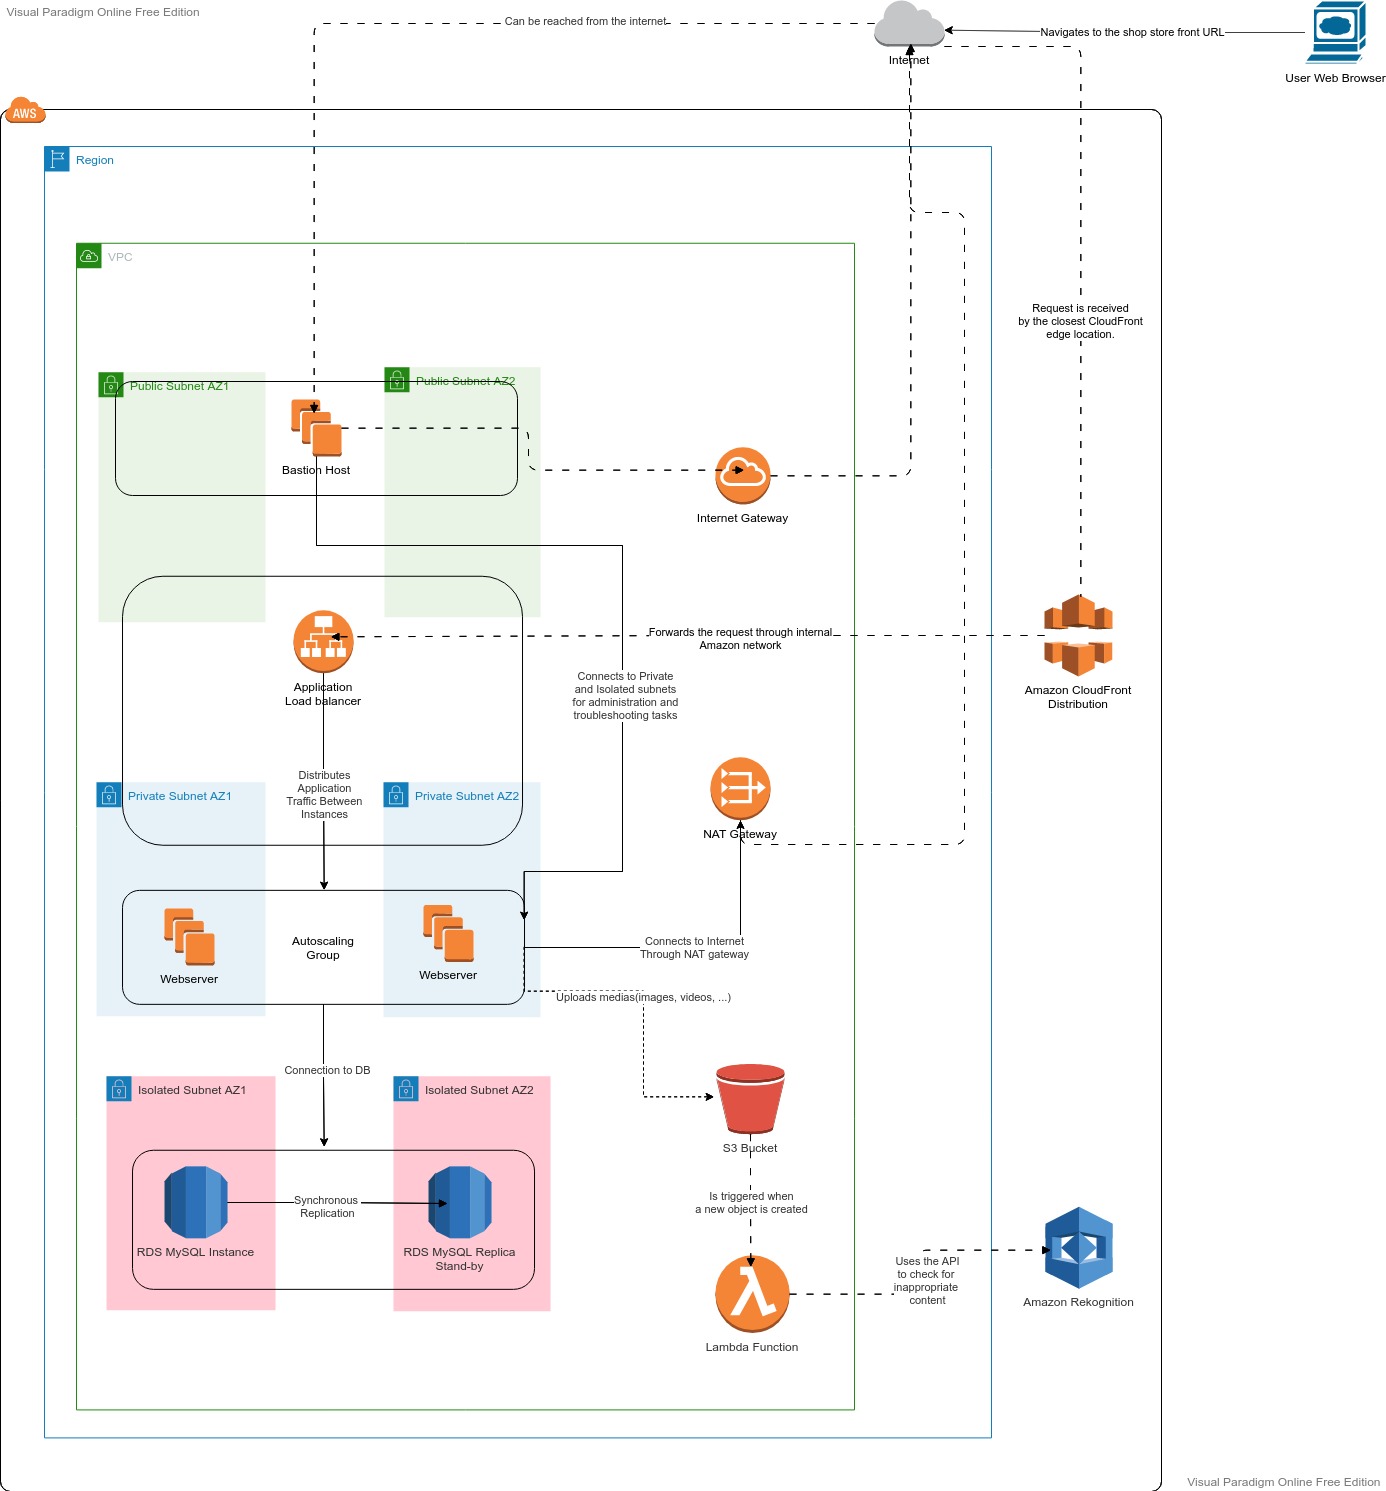 Visual Paradigm Online Free Edition
Can be reached from the internet
Navigates to the shop store front URL
Internet
User Web Browser
AWS
Region
VPC
Request is received
by the closest CloudFront
edge location.
Public Subnet AZ1
Public Subnet AZ2
Bastion Host
Internet Gateway
Forwards the request through internal
Amazon network
Application
Load balancer
Connects to Private
and Isolated subnets
for administration and
troubleshooting tasks
Amazon CloudFront
Distribution
Distributes
Application
Traffic Between
Instances
Private Subnet AZ1
Private Subnet AZ2
NAT Gateway
Autoscaling
Group
Webserver
Webserver
Connects to Internet
Through NAT gateway
Uploads medias(images, videos, ...)
Connection to DB
Isolated Subnet AZ1
Isolated Subnet AZ2
S3 Bucket
Synchronous
Replication
Is triggered when
a new object is created
RDS MySQL Instance
RDS MySQL Replica
Stand-by
Uses the API
to check for
inappropriate
content
Amazon Rekognition
Lambda Function
Visual Paradigm Online Free Edition